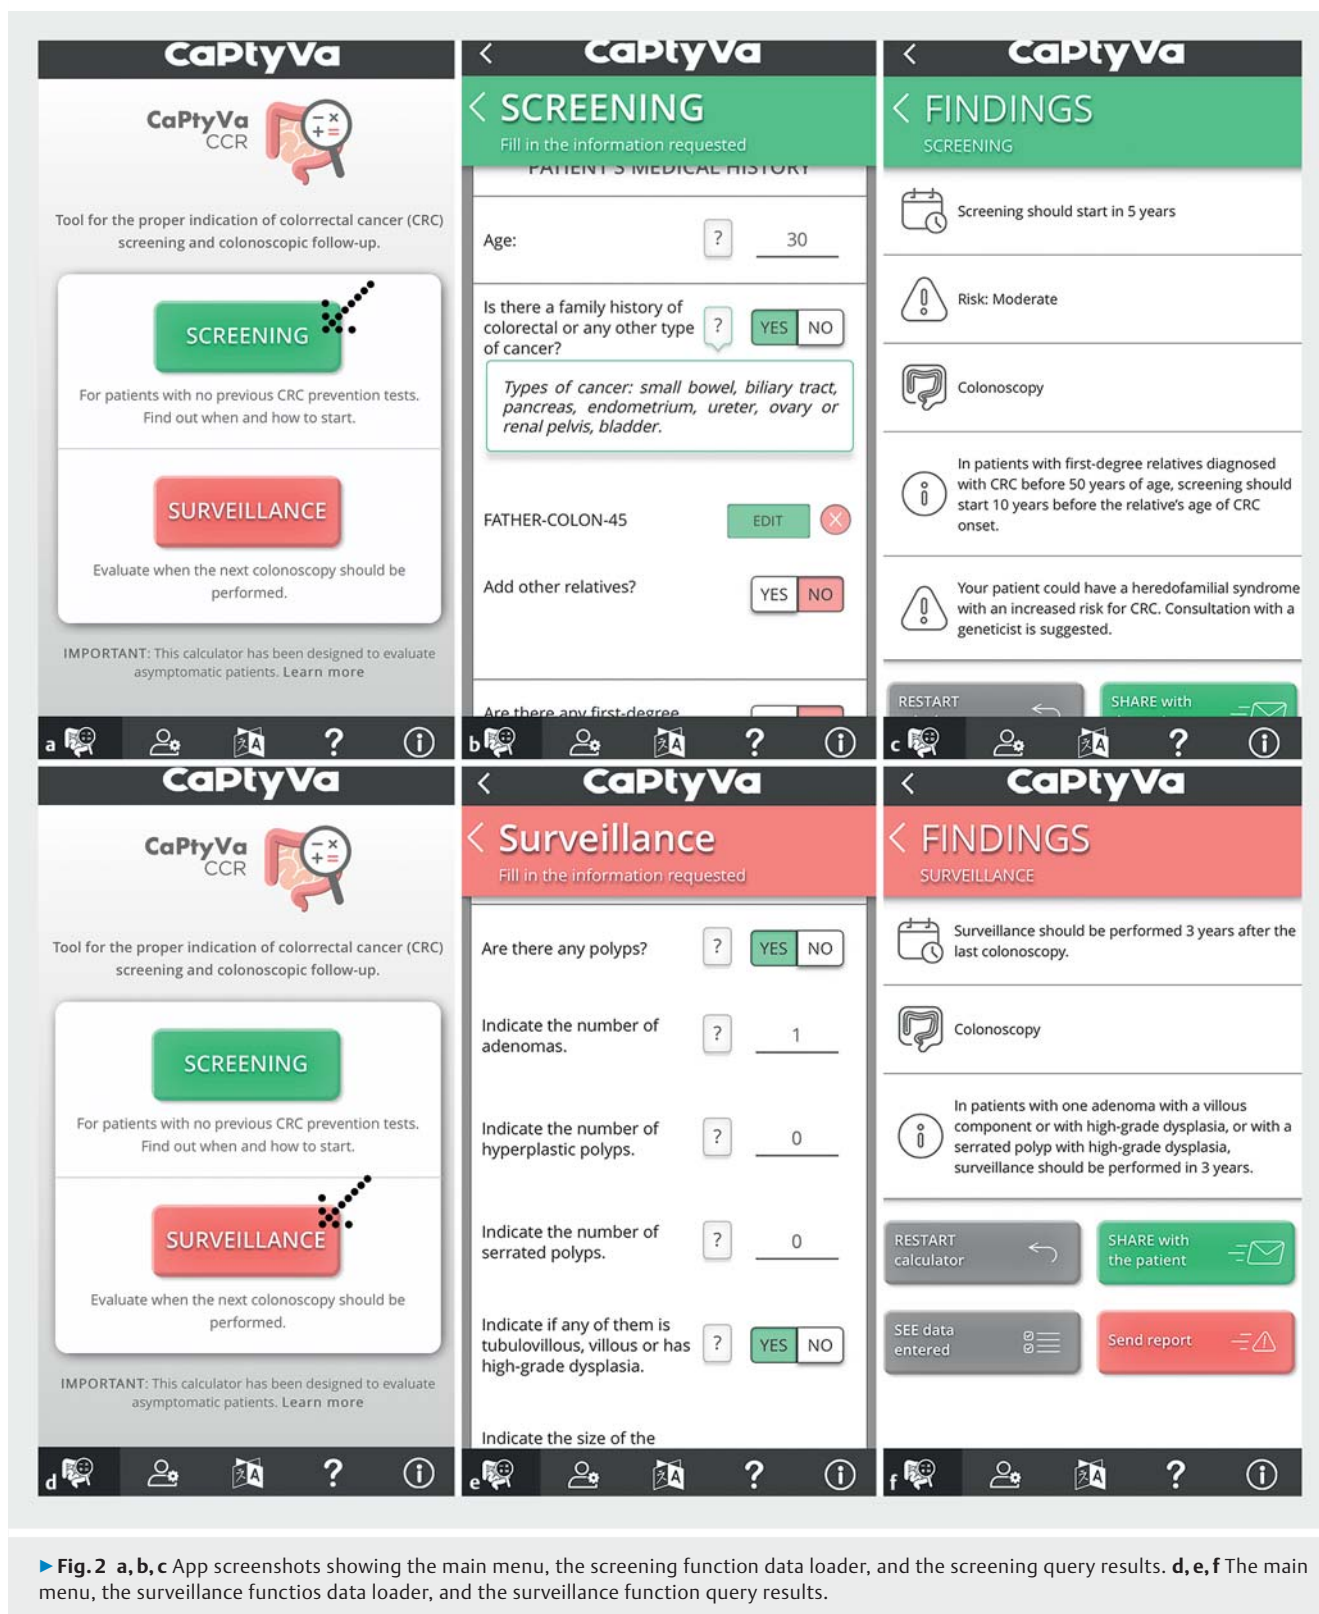 CaPtyVa
CaPtyVa
CCR
Tool for the proper indication of colorrectal cancer (CRC)
screening and colonoscopic follow-up.
SCREENING
For patients with no previous CRC prevention tests.
Find out when and how to start.
SURVEILLANCE
Evaluate when the next colonoscopy should be
performed.
IMPORTANT: This calculator has been designed to evaluate
asymptomatic patients. Learn more
a
?
CaPtyVa
SCREENING
Fill in the information requested
PATIENT'S MEDICAL HISTORY
Age: ? 30
Is there a family history of
colorectal or any other type ? YES NO
of cancer?
Types of cancer: small bowel, biliary tract,
pancreas, endometrium, ureter, ovary or
renal pelvis, bladder.
FATHER-COLON-45 EDIT
Add other relatives? YES NO
Are there any first-degree
b
?
CaPtyVa
FINDINGS
SCREENING
Screening should start in 5 years
Risk: Moderate
Colonoscopy
In patients with first-degree relatives diagnosed
with CRC before 50 years of age, screening should
start 10 years before the relative's age of CRC
onset.
Your patient could have a heredofamilial syndrome
with an increased risk for CRC. Consultation with a
geneticist is suggested.
RESTART SHARE with
c
?
CaPtyVa
CaPtyVa
CCR
Tool for the proper indication of colorrectal cancer (CRC)
screening and colonoscopic follow-up.
SCREENING
For patients with no previous CRC prevention tests.
Find out when and how to start.
SURVEILLANCE
Evaluate when the next colonoscopy should be
performed.
IMPORTANT: This calculator has been designed to evaluate
asymptomatic patients. Learn more
d
?
CaPtyVa
Surveillance
Fill in the information requested
Are there any polyps? ? YES NO
Indicate the number of
adenomas. ? 1
Indicate the number of
hyperplastic polyps. ? 0
Indicate the number of
serrated polyps. ? 0
Indicate if any of them is
tubulovillous, villous or has ? YES NO
high-grade dysplasia.
Indicate the size of the
e
?
CaPtyVa
FINDINGS
SURVEILLANCE
Surveillance should be performed 3 years after the
last colonoscopy.
Colonoscopy
In patients with one adenoma with a villous
component or with high-grade dysplasia, or with a
serrated polyp with high-grade dysplasia,
surveillance should be performed in 3 years.
RESTART
calculator
SHARE with
the patient
SEE data
entered
Send report
f
?
▶ Fig. 2 a, b, c App screenshots showing the main menu, the screening function data loader, and the screening query results. d, e, f The main
menu, the surveillance functios data loader, and the surveillance function query results.